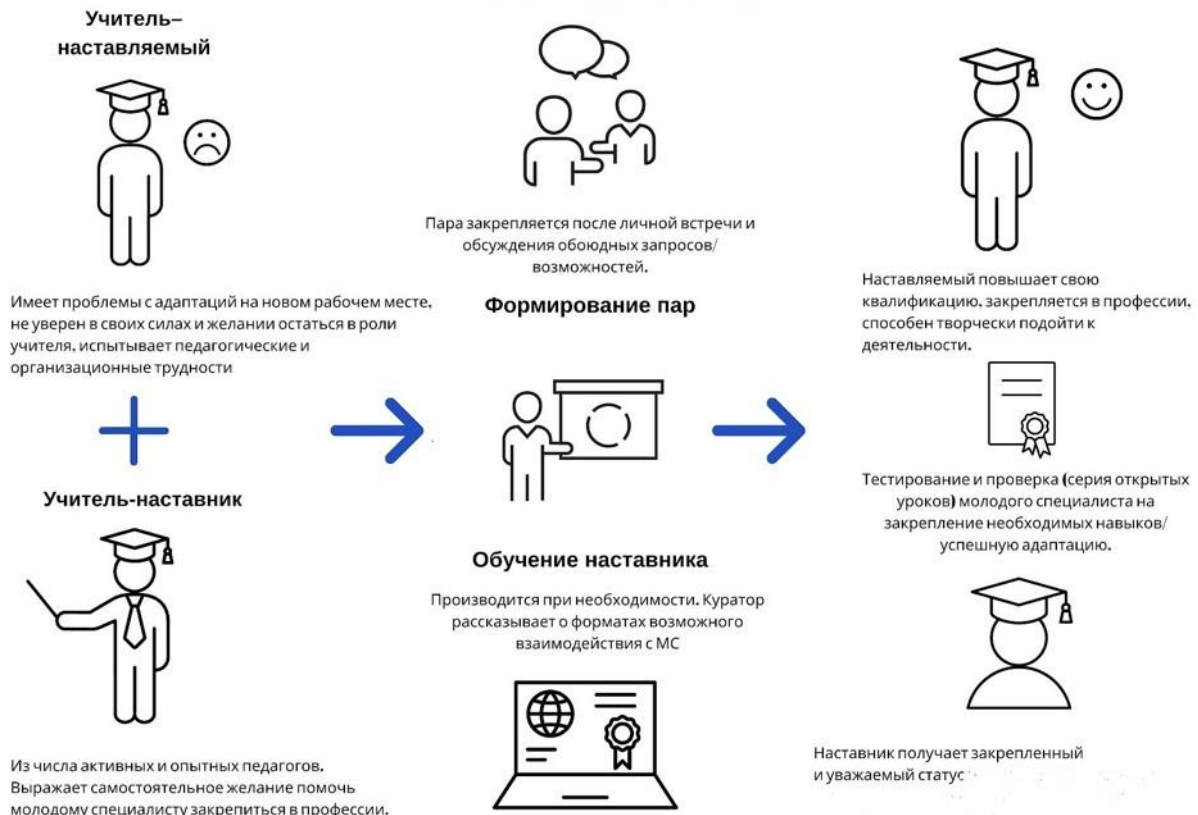 Учитель–
наставляемый
Имеет проблемы с адаптаций на новом рабочем месте,
не уверен в своих силах и желании остаться в роли
учителя, испытывает педагогические и
организационные трудности
Учитель-наставник
Из числа активных и опытных педагогов.
Выражает самостоятельное желание помочь
молодому специалисту закрепиться в профессии.
Пара закрепляется после личной встречи и
обсуждения обоюдных запросов/
возможностей.
Формирование пар
Обучение наставника
Производится при необходимости. Куратор
рассказывает о форматах возможного
взаимодействия с МС
Наставляемый повышает свою
квалификацию, закрепляется в профессии,
способен творчески подойти к
деятельности.
Тестирование и проверка (серия открытых
уроков) молодого специалиста на
закрепление необходимых навыков/
успешную адаптацию.
Наставник получает закрепленный
и уважаемый статус